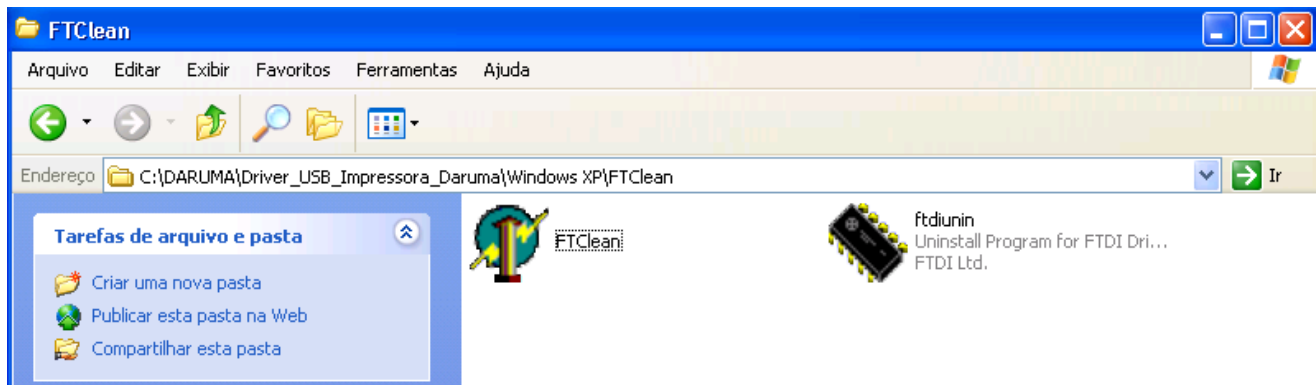 FTClean
Arquivo Editar Exibir Favoritos Ferramentas Ajuda
Endereço C:\DARUMA\Driver_USB_Impressora_Daruma\Windows XP\FTClean Ir
Tarefas de arquivo e pasta
Criar uma nova pasta
Publicar esta pasta na Web
Compartilhar esta pasta
FTClean
ftdiunin
Uninstall Program for FTDI Dri...
FTDI Ltd.